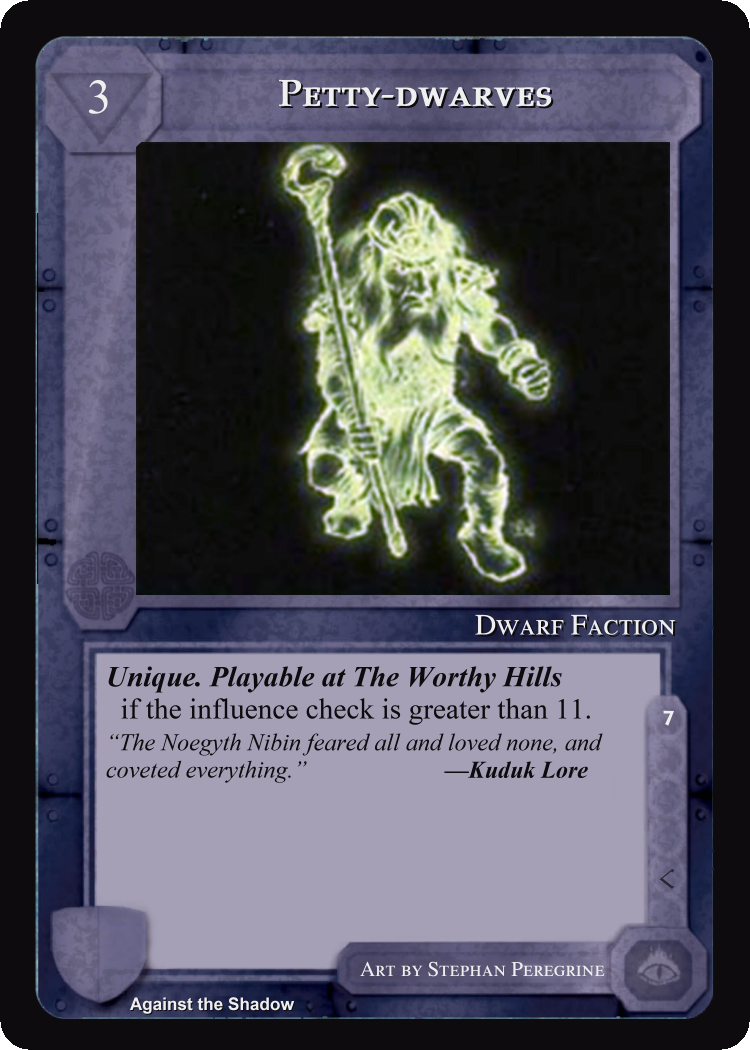 3
Petty-dwarves
Dwarf Faction
Unique. Playable at The Worthy Hills
if the influence check is greater than 11.
“The Noegyth Nibin feared all and loved none, and
coveted everything.” —Kuduk Lore
7
Art by Stephan Peregrine
Against the Shadow